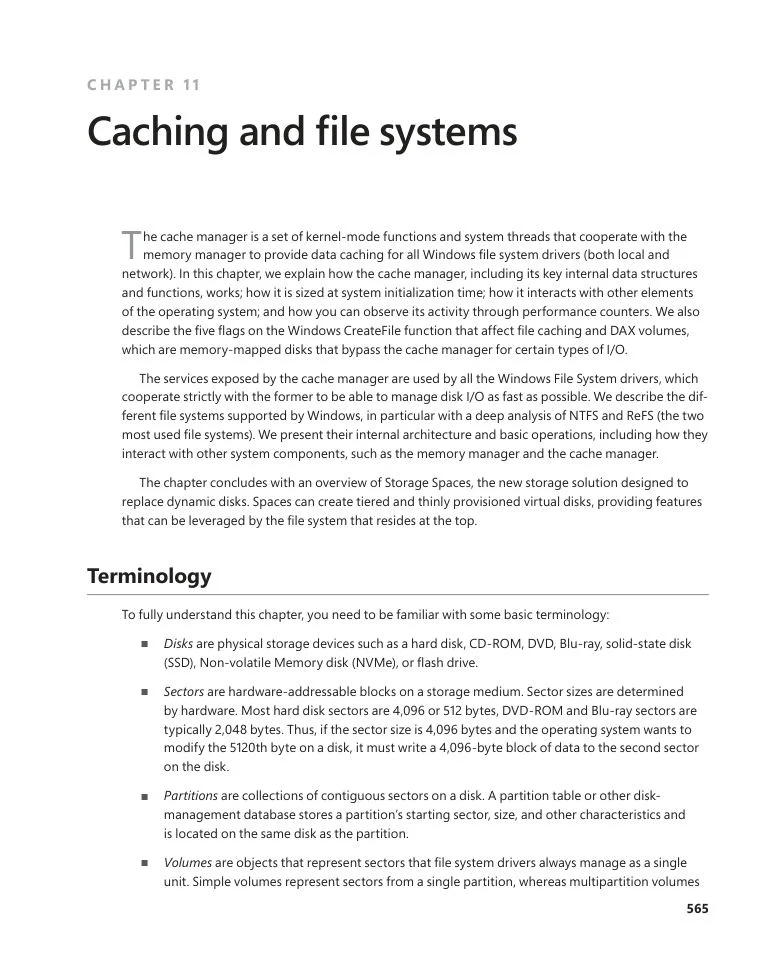 CHAPTER 11
Caching and file systems
The cache manager is a set of kernel-mode functions and system threads that cooperate with the
memory manager to provide data caching for all Windows file system drivers (both local and
network). In this chapter, we explain how the cache manager, including its key internal data structures
and functions, works; how it is sized at system initialization time; how it interacts with other elements
of the operating system; and how you can observe its activity through performance counters. We also
describe the five flags on the Windows CreateFile function that affect file caching and DAX volumes,
which are memory-mapped disks that bypass the cache manager for certain types of I/O.
The services exposed by the cache manager are used by all the Windows File System drivers, which
cooperate strictly with the former to be able to manage disk I/O as fast as possible. We describe the dif-
ferent file systems supported by Windows, in particular with a deep analysis of NTFS and ReFS (the two
most used file systems). We present their internal architecture and basic operations, including how they
interact with other system components, such as the memory manager and the cache manager.
The chapter concludes with an overview of Storage Spaces, the new storage solution designed to
replace dynamic disks. Spaces can create tiered and thinly provisioned virtual disks, providing features
that can be leveraged by the file system that resides at the top.
Terminology
To fully understand this chapter, you need to be familiar with some basic terminology:
■ Disks are physical storage devices such as a hard disk, CD-ROM, DVD, Blu-ray, solid-state disk
(SSD), Non-volatile Memory disk (NVMe), or flash drive.
■ Sectors are hardware-addressable blocks on a storage medium. Sector sizes are determined
by hardware. Most hard disk sectors are 4,096 or 512 bytes, DVD-ROM and Blu-ray sectors are
typically 2,048 bytes. Thus, if the sector size is 4,096 bytes and the operating system wants to
modify the 5120th byte on a disk, it must write a 4,096-byte block of data to the second sector
on the disk.
■ Partitions are collections of contiguous sectors on a disk. A partition table or other disk-
management database stores a partition’s starting sector, size, and other characteristics and
is located on the same disk as the partition.
■ Volumes are objects that represent sectors that file system drivers always manage as a single
unit. Simple volumes represent sectors from a single partition, whereas multipartition volumes
565